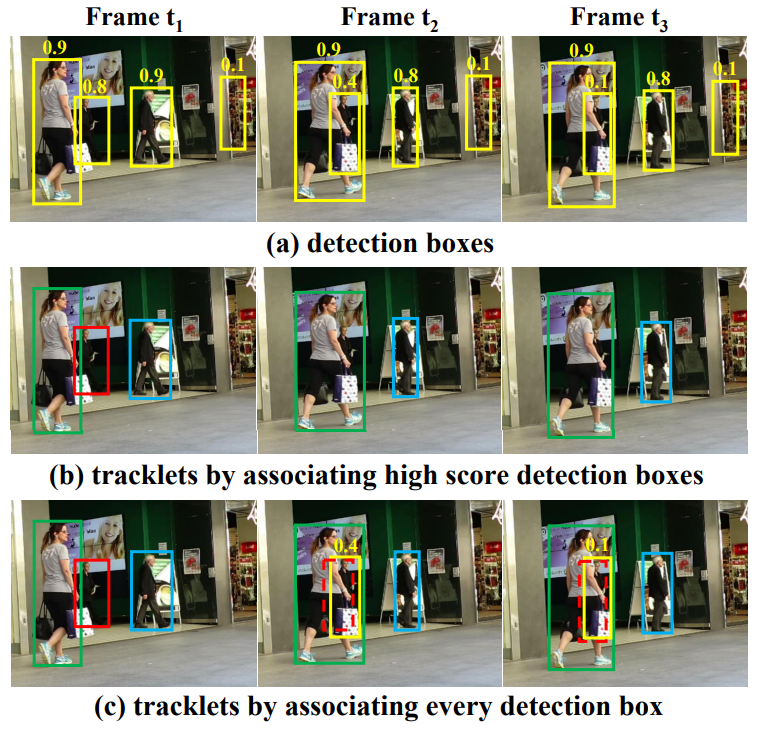 Frame t1 Frame t2 Frame t3
0.9 0.8 0.9 0.1 0.9 0.4 0.8 0.1 0.9 0.1 0.8 0.1
(a) detection boxes
(b) tracklets by associating high score detection boxes
0.4 0.1
(c) tracklets by associating every detection box